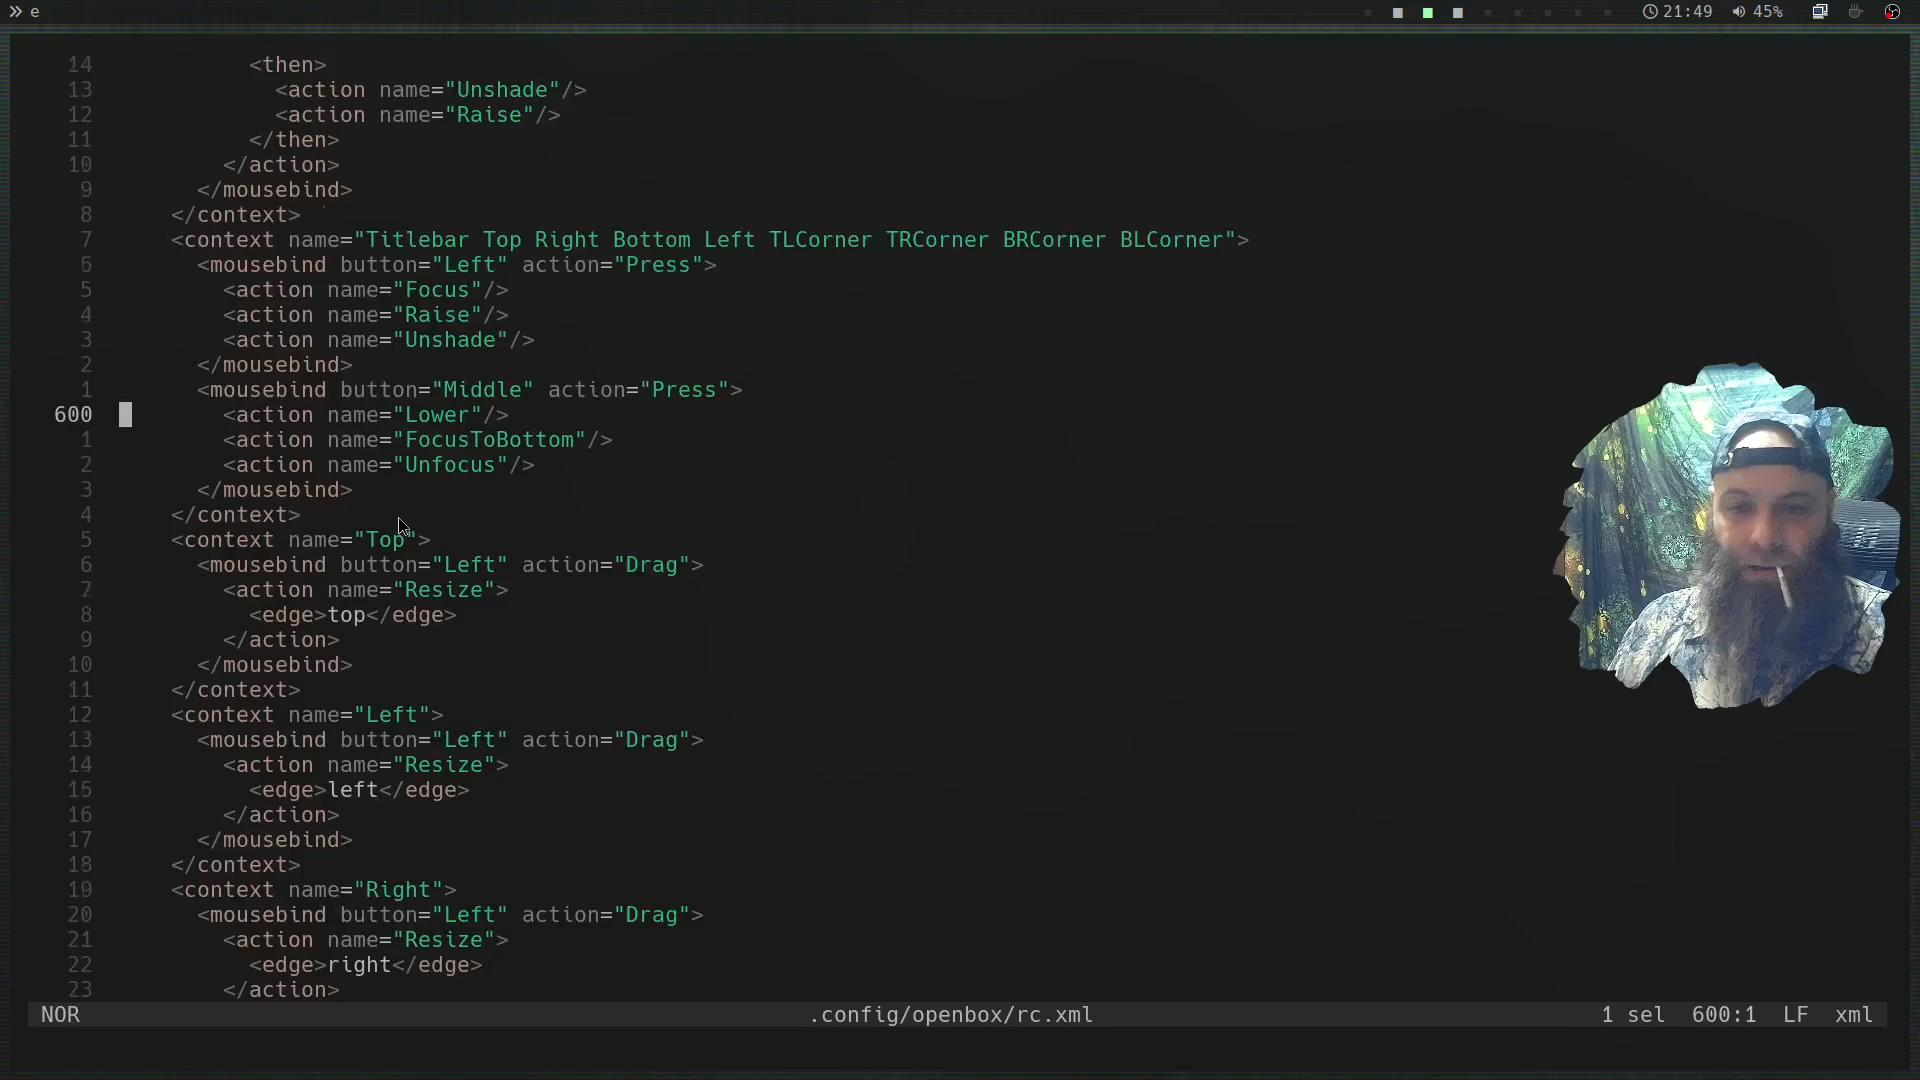 e 21:49 45%
14 <then>
13 <action name="Unshade"/>
12 <action name="Raise"/>
11 </then>
10 </action>
9 </mousebind>
8 </context>
7 <context name="Titlebar Top Right Bottom Left TLCorner TRCorner BRCorner BLCorner">
6 <mousebind button="Left" action="Press">
5 <action name="Focus"/>
4 <action name="Raise"/>
3 <action name="Unshade"/>
2 </mousebind>
1 <mousebind button="Middle" action="Press">
600 <action name="Lower"/>
1 <action name="FocusToBottom"/>
2 <action name="Unfocus"/>
3 </mousebind>
4 </context>
5 <context name="Top">
6 <mousebind button="Left" action="Drag">
7 <action name="Resize">
8 <edge>top</edge>
9 </action>
10 </mousebind>
11 </context>
12 <context name="Left">
13 <mousebind button="Left" action="Drag">
14 <action name="Resize">
15 <edge>left</edge>
16 </action>
17 </mousebind>
18 </context>
19 <context name="Right">
20 <mousebind button="Left" action="Drag">
21 <action name="Resize">
22 <edge>right</edge>
23 </action>
NOR .config/openbox/rc.xml 1 sel 600:1 LF xml